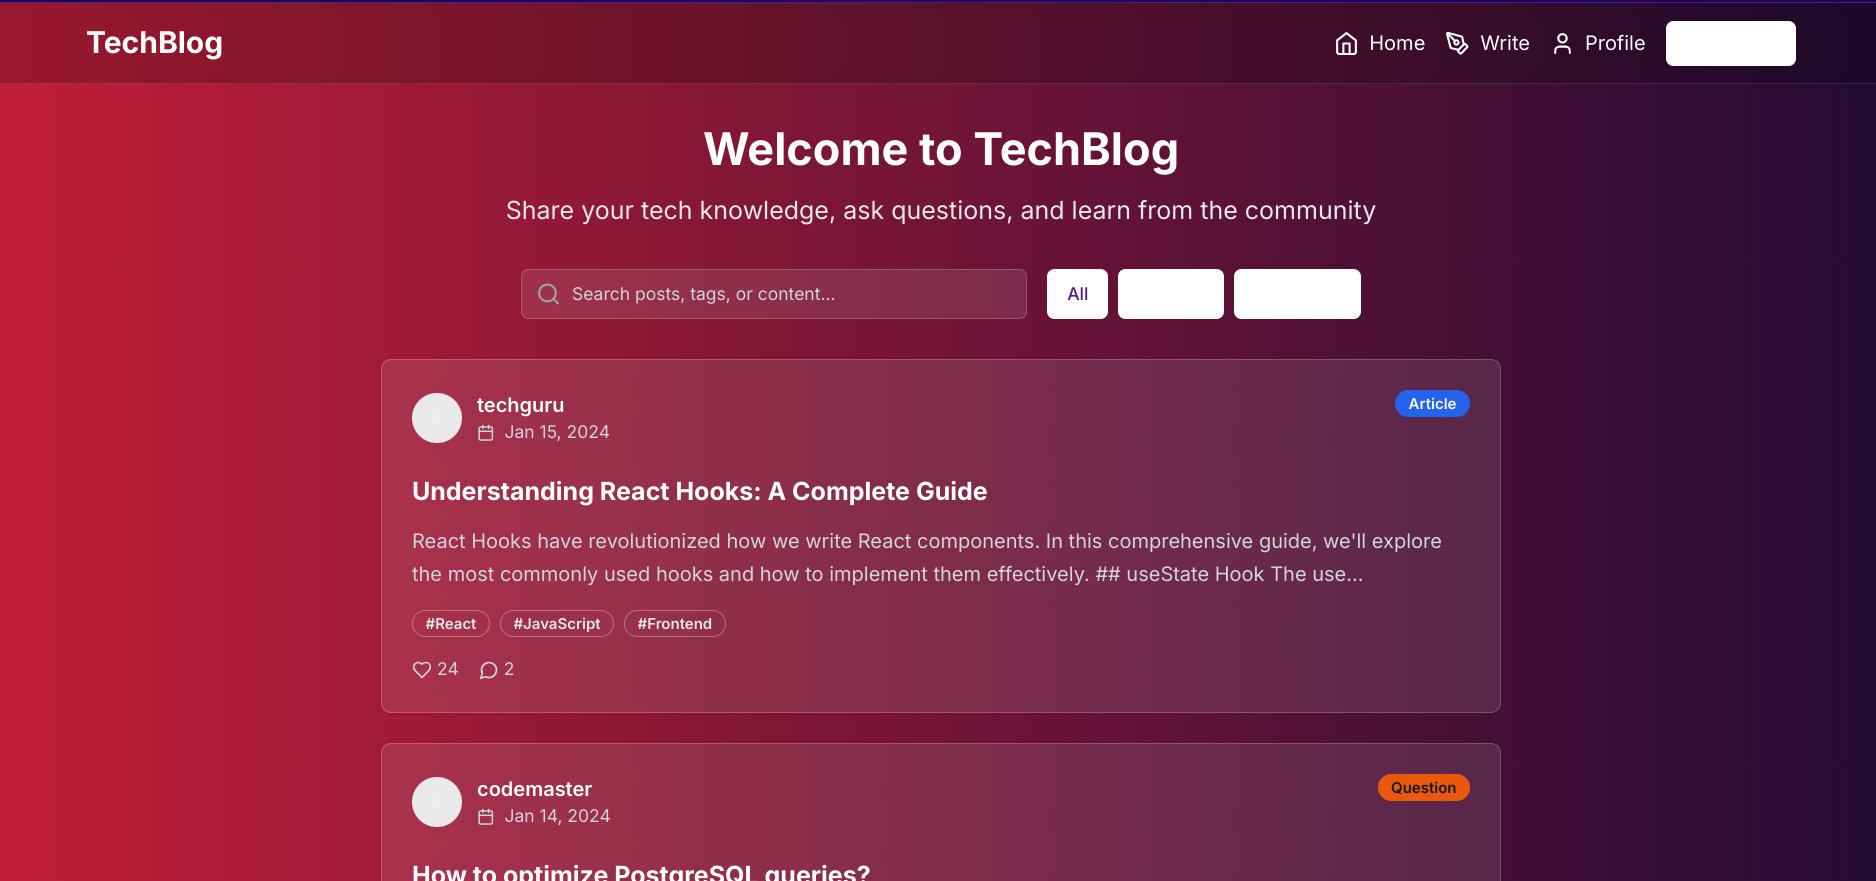 TechBlog
Home
Write
Profile
Welcome to TechBlog
Share your tech knowledge, ask questions, and learn from the community
Search posts, tags, or content...
All
techguru
Article
Jan 15, 2024
Understanding React Hooks: A Complete Guide
React Hooks have revolutionized how we write React components. In this comprehensive guide, we'll explore
the most commonly used hooks and how to implement them effectively. ## useState Hook The use...
#React
#JavaScript
#Frontend
24
2
codemaster
Question
Jan 14, 2024
How to optimize PostgreSQL queries?